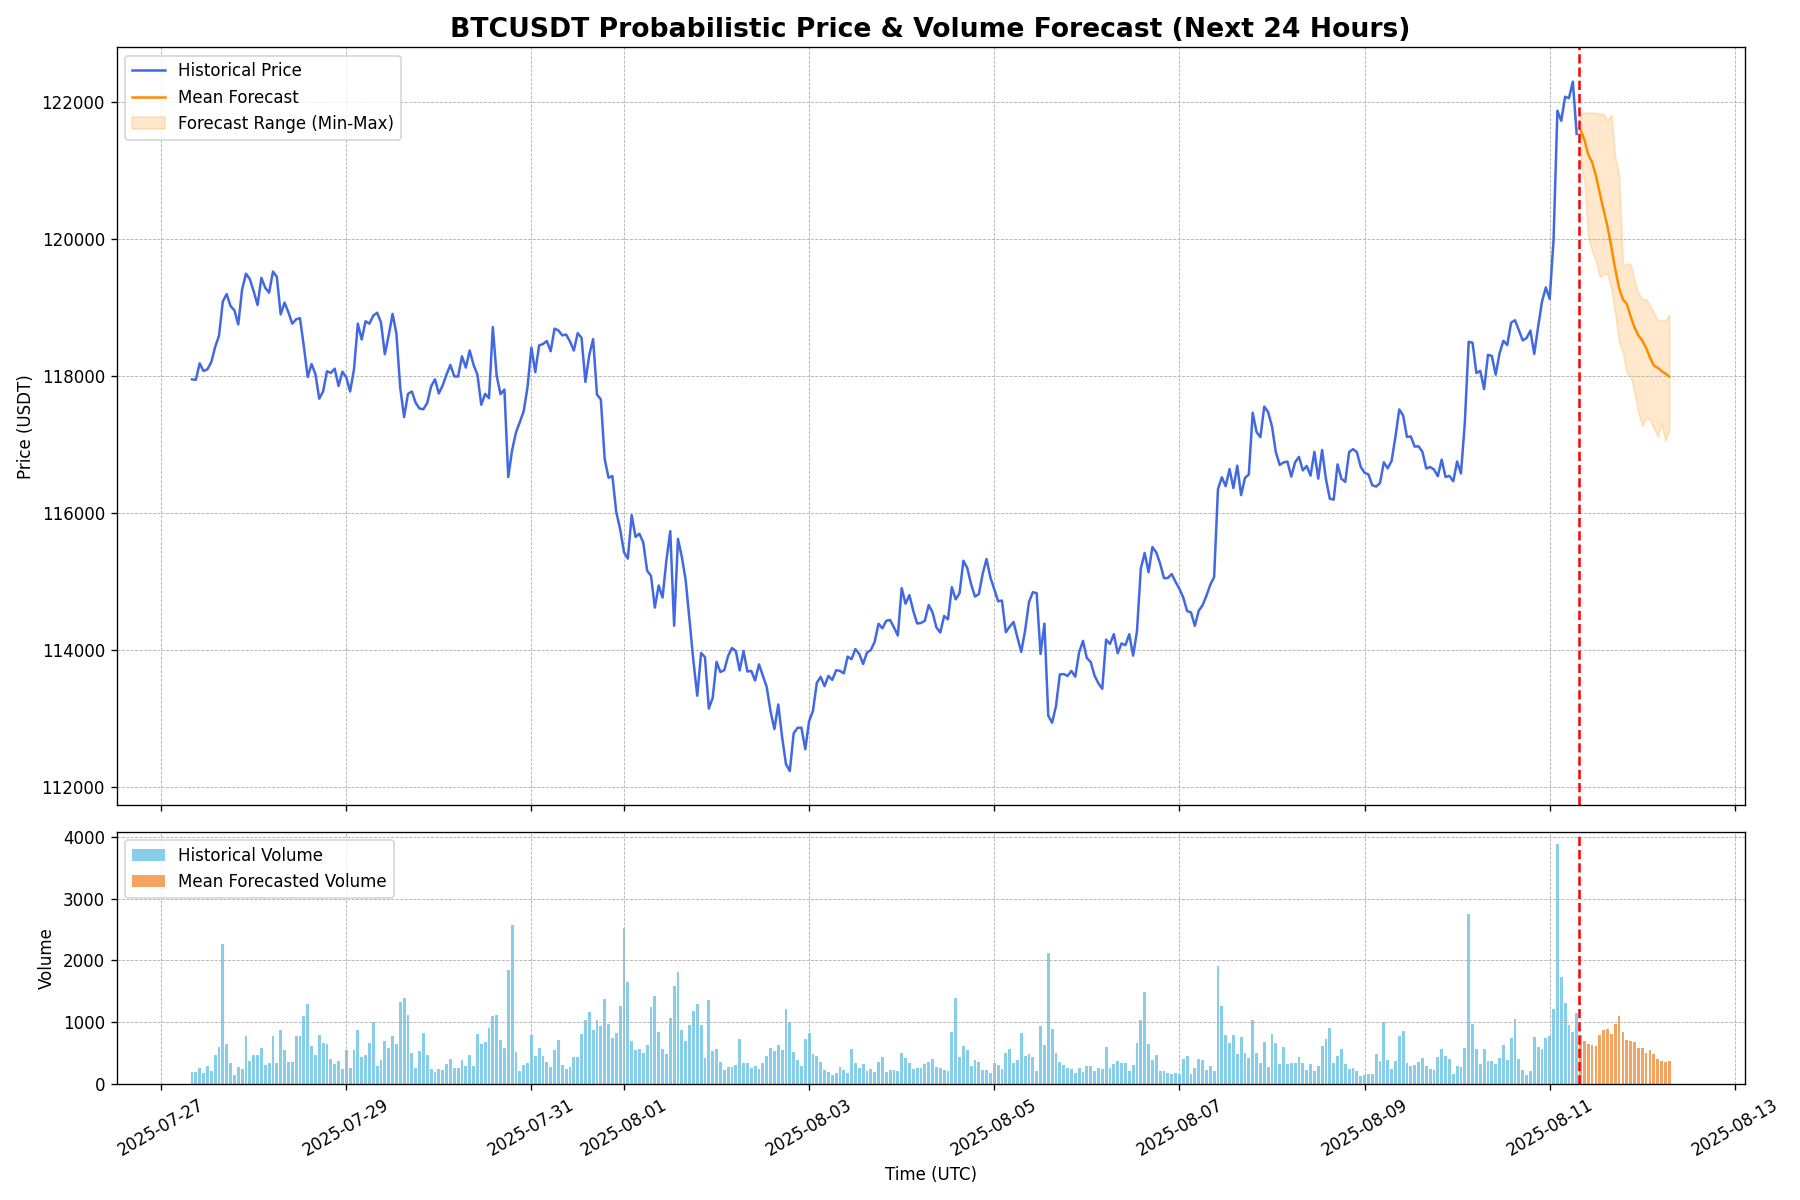 BTCUSDT Probabilistic Price & Volume Forecast (Next 24 Hours)
Historical Price
Mean Forecast
Forecast Range (Min-Max)
122000
120000
118000
116000
114000
112000
Price (USDT)
Historical Volume
Mean Forecasted Volume
4000
3000
2000
1000
0
Volume
2025-07-27
2025-07-29
2025-07-31
2025-08-01
2025-08-03
2025-08-05
2025-08-07
2025-08-09
2025-08-11
2025-08-13
Time (UTC)